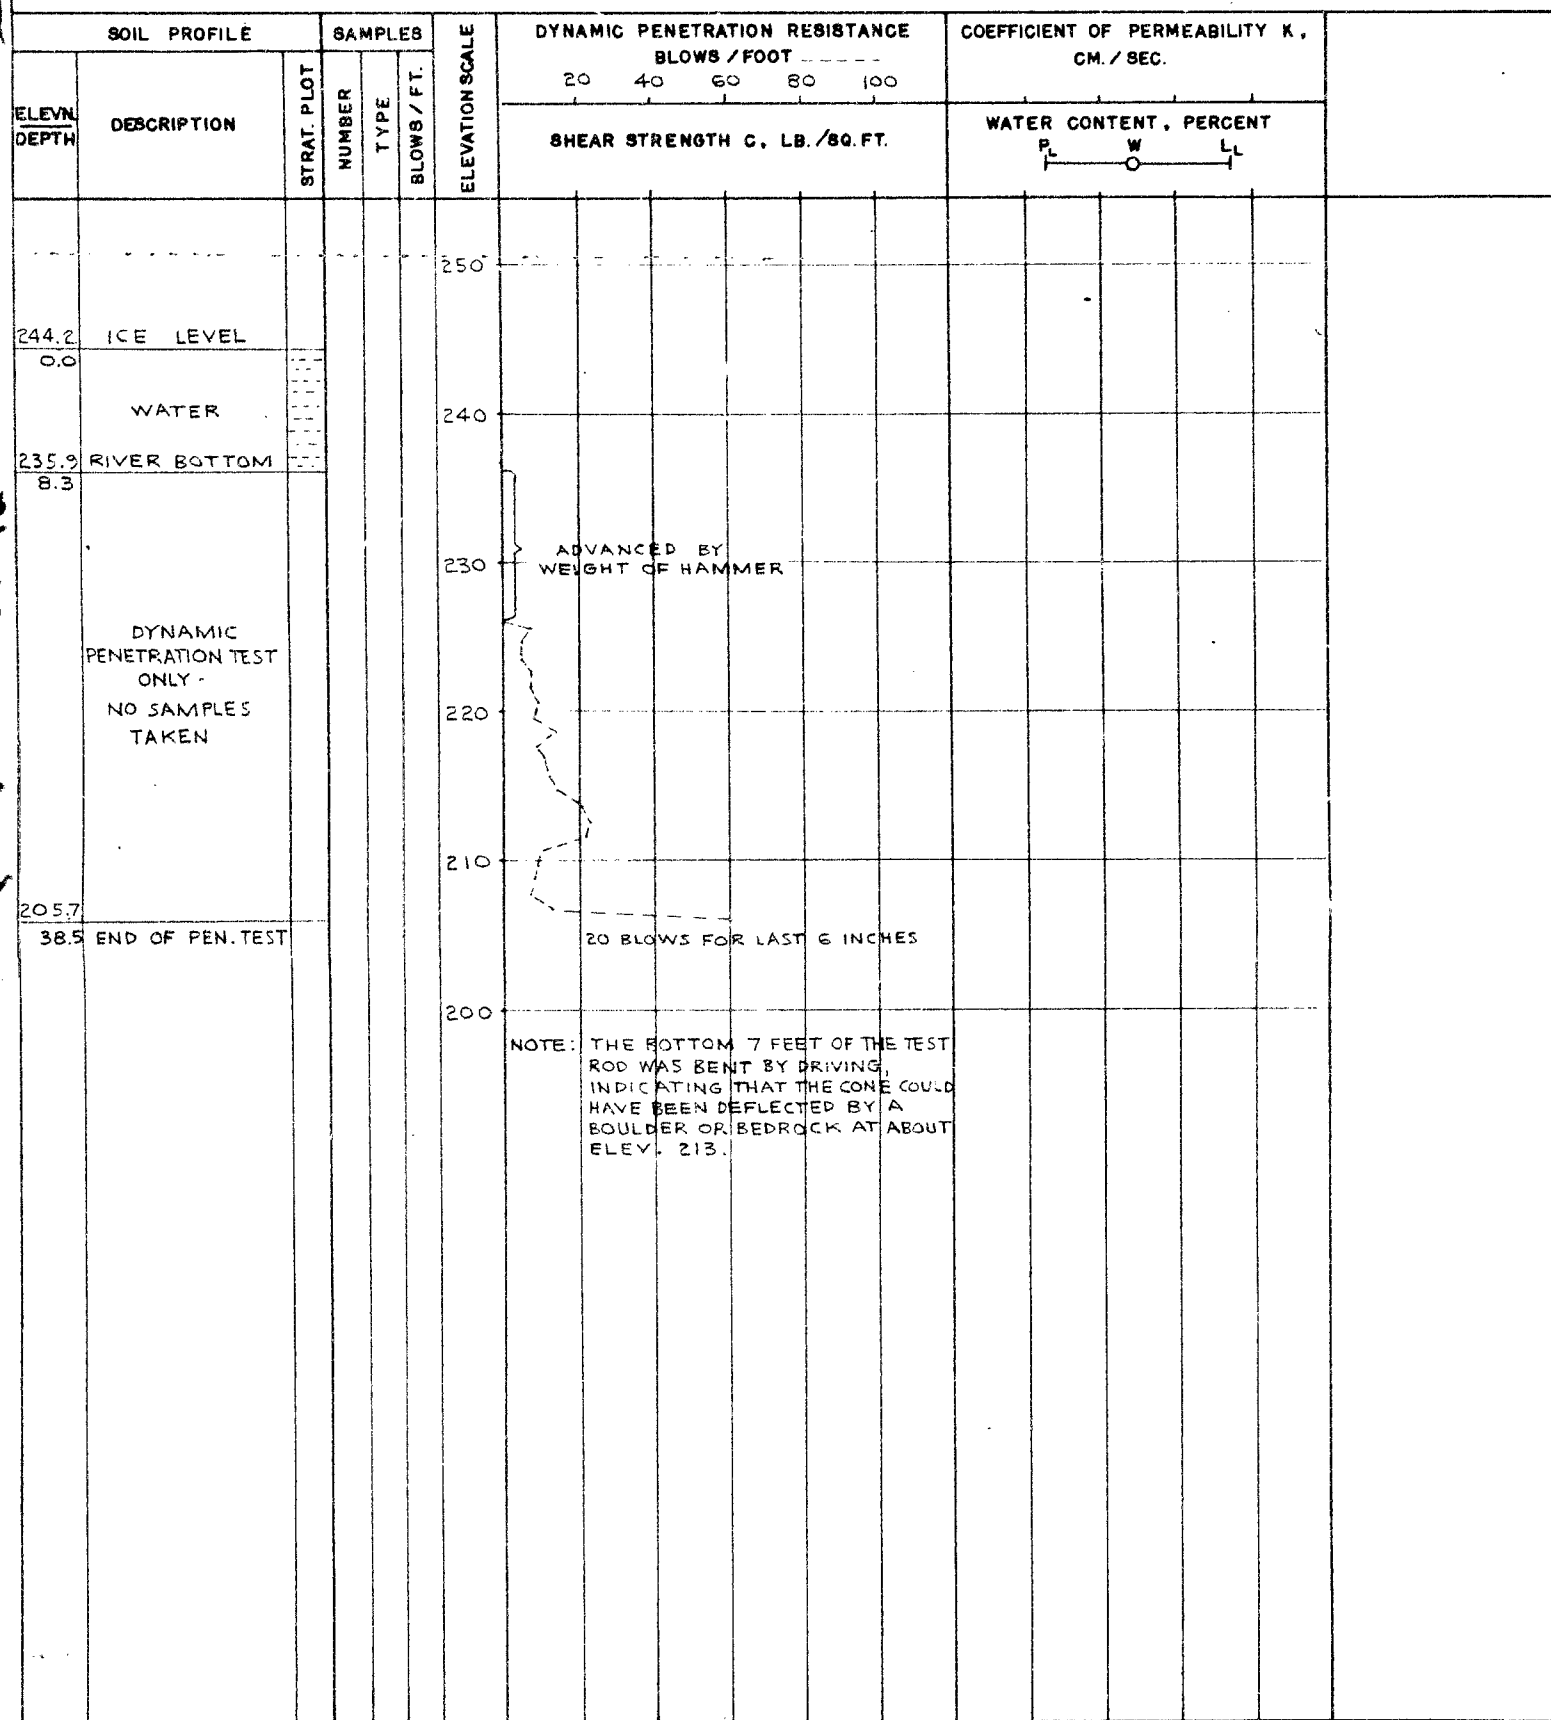 SOIL PROFILE
SAMPLES
ELEVATION SCALE
DYNAMIC PENETRATION RESISTANCE
BLOWS / FOOT -----
20 40 60 80 100
COEFFICIENT OF PERMEABILITY K,
CM. / SEC.
ELEVN.
DEPTH
DESCRIPTION
STRAT. PLOT
NUMBER
TYPE
BLOWS / FT.
SHEAR STRENGTH C, LB./SQ.FT.
WATER CONTENT, PERCENT
PL W LL
250
244.2 ICE LEVEL
0.0
WATER
240
235.9 RIVER BOTTOM
8.3
ADVANCED BY
WEIGHT OF HAMMER
230
DYNAMIC
PENETRATION TEST
ONLY -
NO SAMPLES
TAKEN
220
210
205.7
38.5 END OF PEN. TEST
20 BLOWS FOR LAST 6 INCHES
200
NOTE: THE BOTTOM 7 FEET OF THE TEST
ROD WAS BENT BY DRIVING,
INDICATING THAT THE CONE COULD
HAVE BEEN DEFLECTED BY A
BOULDER OR BEDROCK AT ABOUT
ELEV. 213.